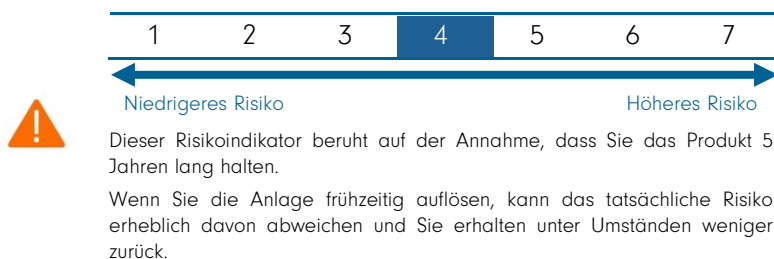 1 2 3 4 5 6 7
Niedrigeres Risiko Höheres Risiko
Dieser Risikoindikator beruht auf der Annahme, dass Sie das Produkt 5
Jahren lang halten.
Wenn Sie die Anlage frühzeitig auflösen, kann das tatsächliche Risiko
erheblich davon abweichen und Sie erhalten unter Umständen weniger
zurück.